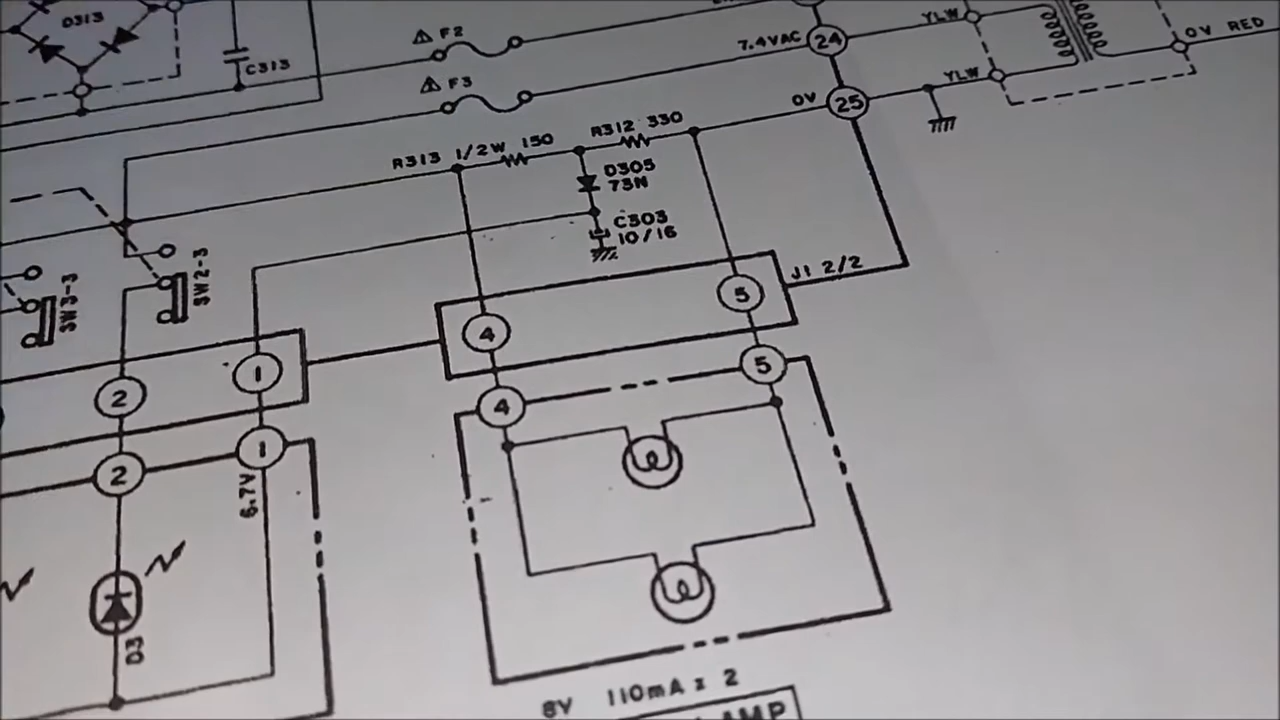 D313
C313
⚠ F2
⚠ F3
7.4VAC
24
YLW
0V RED
YLW
0V
25
R313 1/2W 150
R312 330
D305
73N
C303
10/16
J1 2/2
SW3-3
SW2-3
4
5
2
1
4
5
2
1
6.7V
D3
8V 110mA x 2